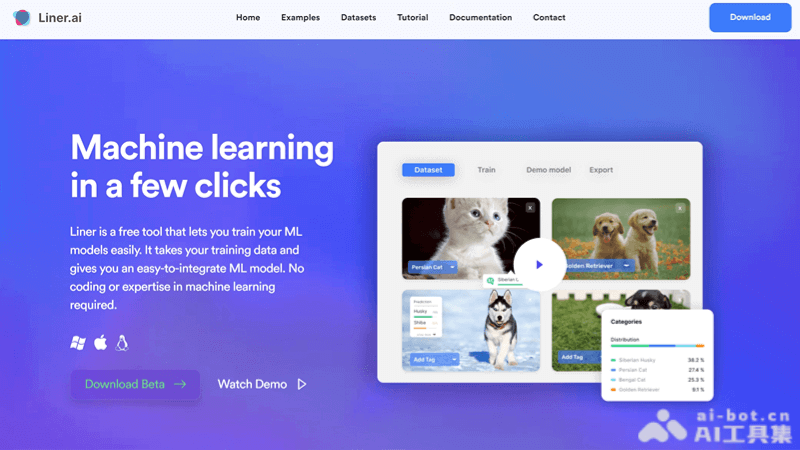 Liner.ai
Home Examples Datasets Tutorial Documentation Contact
Download
Machine learning
in a few clicks
Liner is a free tool that lets you train your ML
models easily. It takes your training data and
gives you an easy-to-integrate ML model. No
coding or expertise in machine learning
required.
Download Beta
Watch Demo
Dataset Train Demo model Export
Persian Cat
Golden Retriever
Siberian
Prediction
Husky
Shiba
Add Tag
Add Tag
Categories
Distribution
Siberian Husky 38.2 %
Persian Cat 27.4 %
Bengal Cat 25.3 %
Golden Retriever 9.1 %
ai-bot.cn
AI工具集